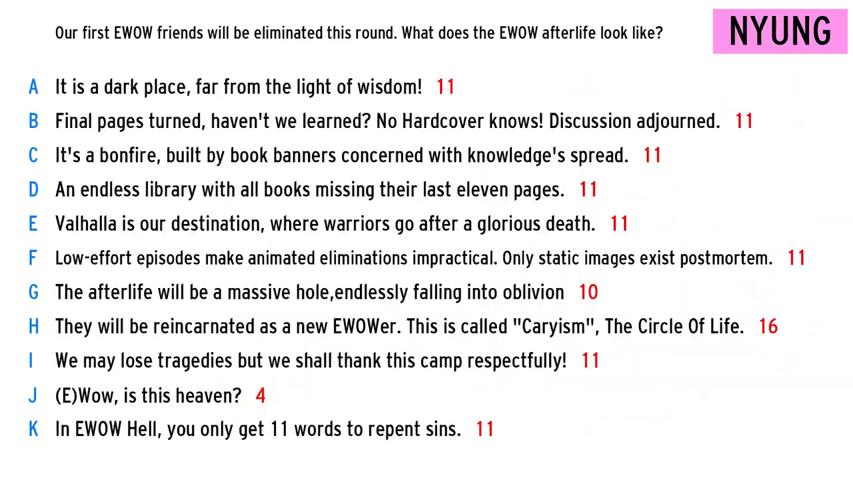 Our first EWOW friends will be eliminated this round. What does the EWOW afterlife look like?
NYUNG
A It is a dark place, far from the light of wisdom! 11
B Final pages turned, haven't we learned? No Hardcover knows! Discussion adjourned. 11
C It's a bonfire, built by book banners concerned with knowledge's spread. 11
D An endless library with all books missing their last eleven pages. 11
E Valhalla is our destination, where warriors go after a glorious death. 11
F Low-effort episodes make animated eliminations impractical. Only static images exist postmortem. 11
G The afterlife will be a massive hole,endlessly falling into oblivion 10
H They will be reincarnated as a new EWOWer. This is called "Caryism", The Circle Of Life. 16
I We may lose tragedies but we shall thank this camp respectfully! 11
J (E)Wow, is this heaven? 4
K In EWOW Hell, you only get 11 words to repent sins. 11